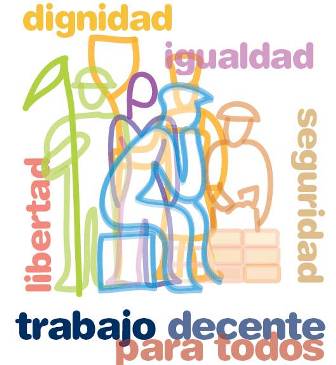 dignidad
igualdad
seguridad
libertad
trabajo decente
para todos